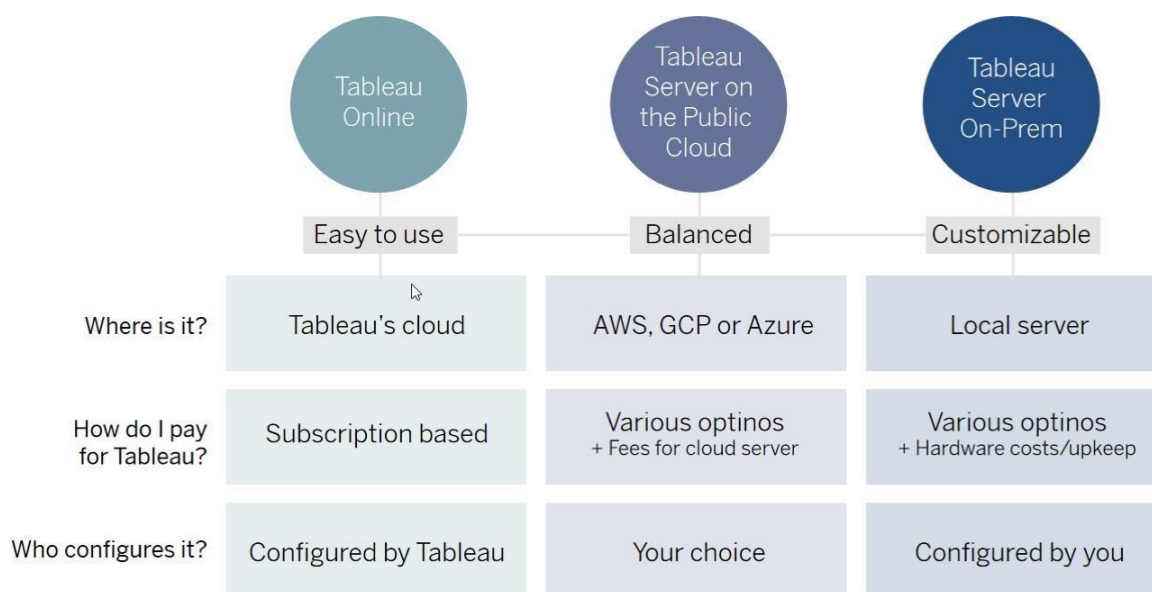 Tableau
Online
Tableau
Server on
the Public
Cloud
Tableau
Server
On-Prem
Easy to use
Balanced
Customizable
Where is it?
Tableau's cloud
AWS, GCP or Azure
Local server
How do I pay
for Tableau?
Subscription based
Various optinos
+ Fees for cloud server
Various optinos
+ Hardware costs/upkeep
Who configures it?
Configured by Tableau
Your choice
Configured by you